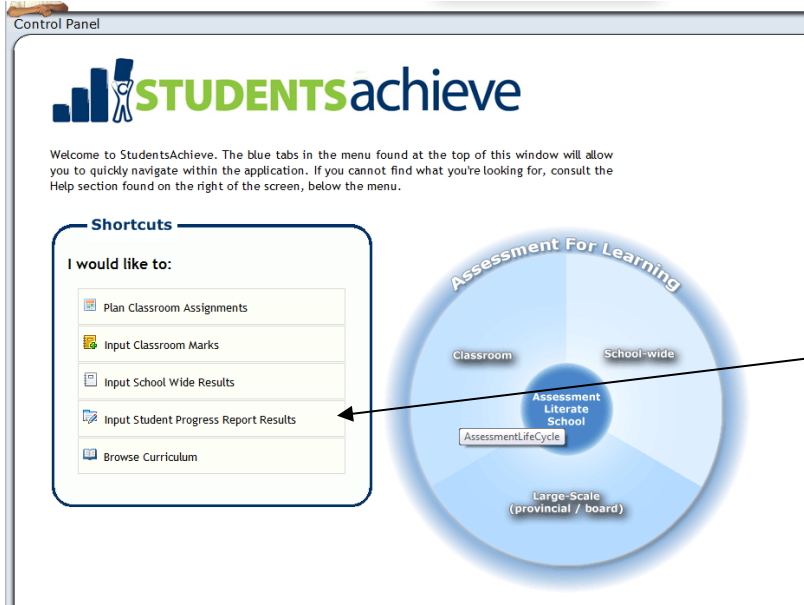 Control Panel
STUDENTSachieve
Welcome to StudentsAchieve. The blue tabs in the menu found at the top of this window will allow
you to quickly navigate within the application. If you cannot find what you're looking for, consult the
Help section found on the right of the screen, below the menu.
Shortcuts
I would like to:
Plan Classroom Assignments
Input Classroom Marks
Input School Wide Results
Input Student Progress Report Results
Browse Curriculum
Assessment For Learning
Classroom
School-wide
Assessment
Literate
School
AssessmentLifeCycle
Large-Scale
(provincial / board)